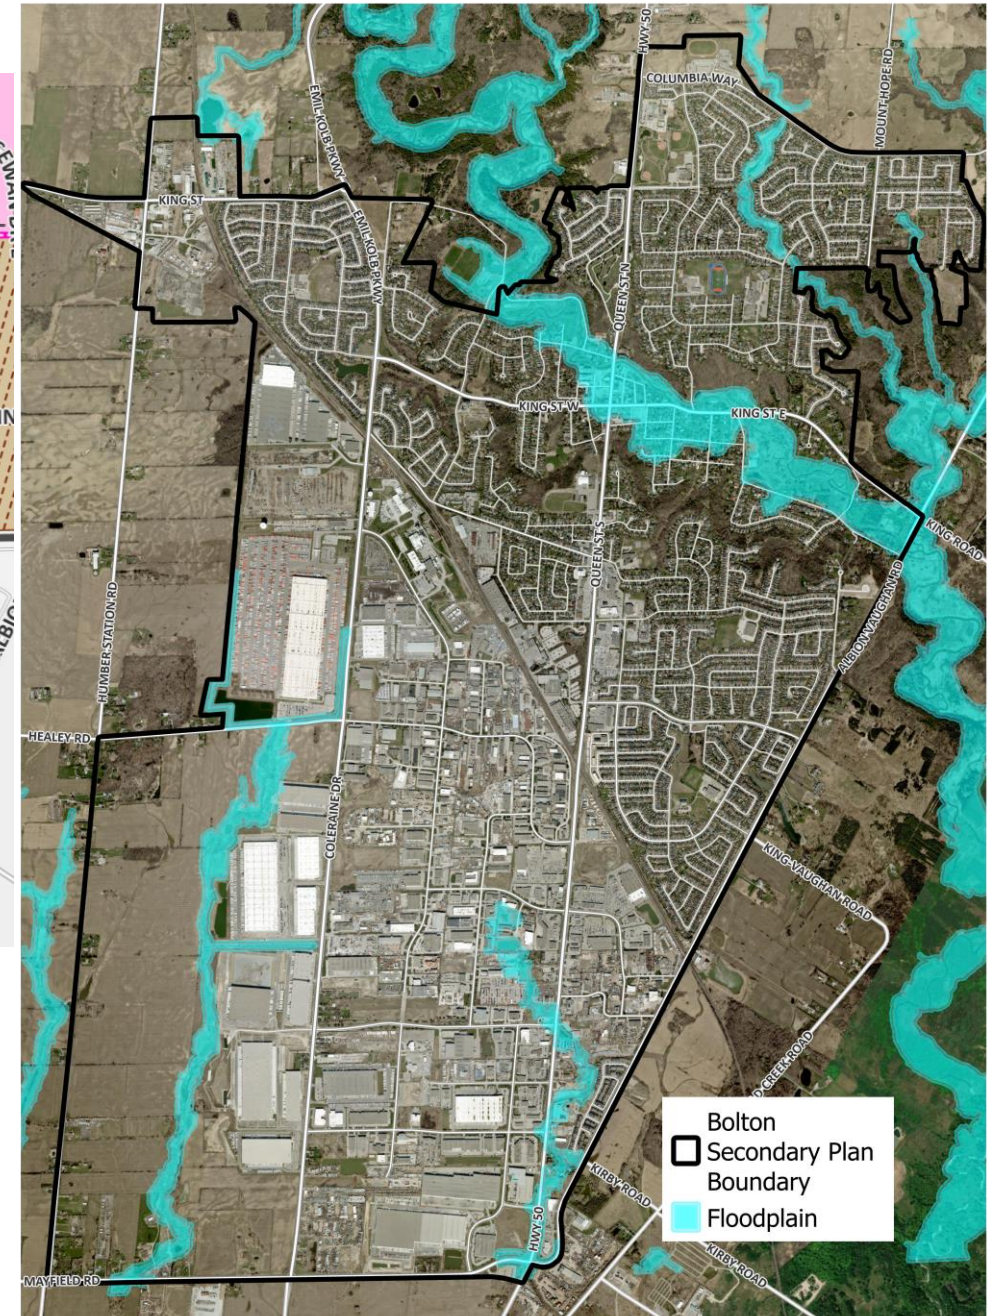 HWY 50
COLUMBIA WAY
MOUNT HOPE RD
EMIL KOLB PKWY
KING ST
EMIL KOLB PKWY
QUEEN ST N
KING ST W
KING ST E
KING ROAD
QUEEN ST S
ALBION VAUGHAN RD
HUMBER STATION RD
HEALEY RD
COLERAINE DR
KING-VAUGHAN ROAD
D CREEK ROAD
KIRBY ROAD
HWY 50
KIRBY ROAD
MAYFIELD RD
Bolton
Secondary Plan
Boundary
Floodplain